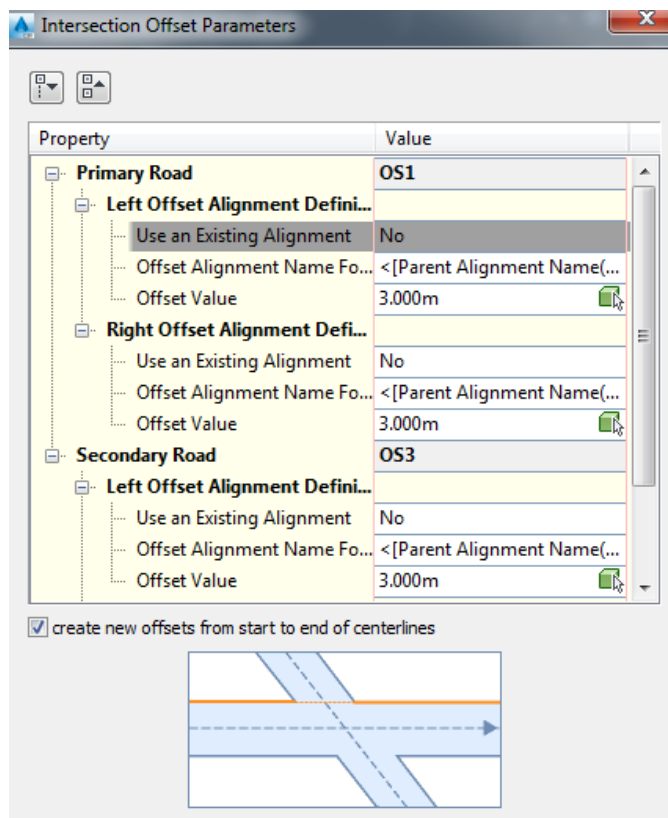 Intersection Offset Parameters
Property Value
Primary Road OS1
Left Offset Alignment Defini...
Use an Existing Alignment No
Offset Alignment Name Fo... <[Parent Alignment Name(...
Offset Value 3.000m
Right Offset Alignment Defi...
Use an Existing Alignment No
Offset Alignment Name Fo... <[Parent Alignment Name(...
Offset Value 3.000m
Secondary Road OS3
Left Offset Alignment Defini...
Use an Existing Alignment No
Offset Alignment Name Fo... <[Parent Alignment Name(...
Offset Value 3.000m
create new offsets from start to end of centerlines